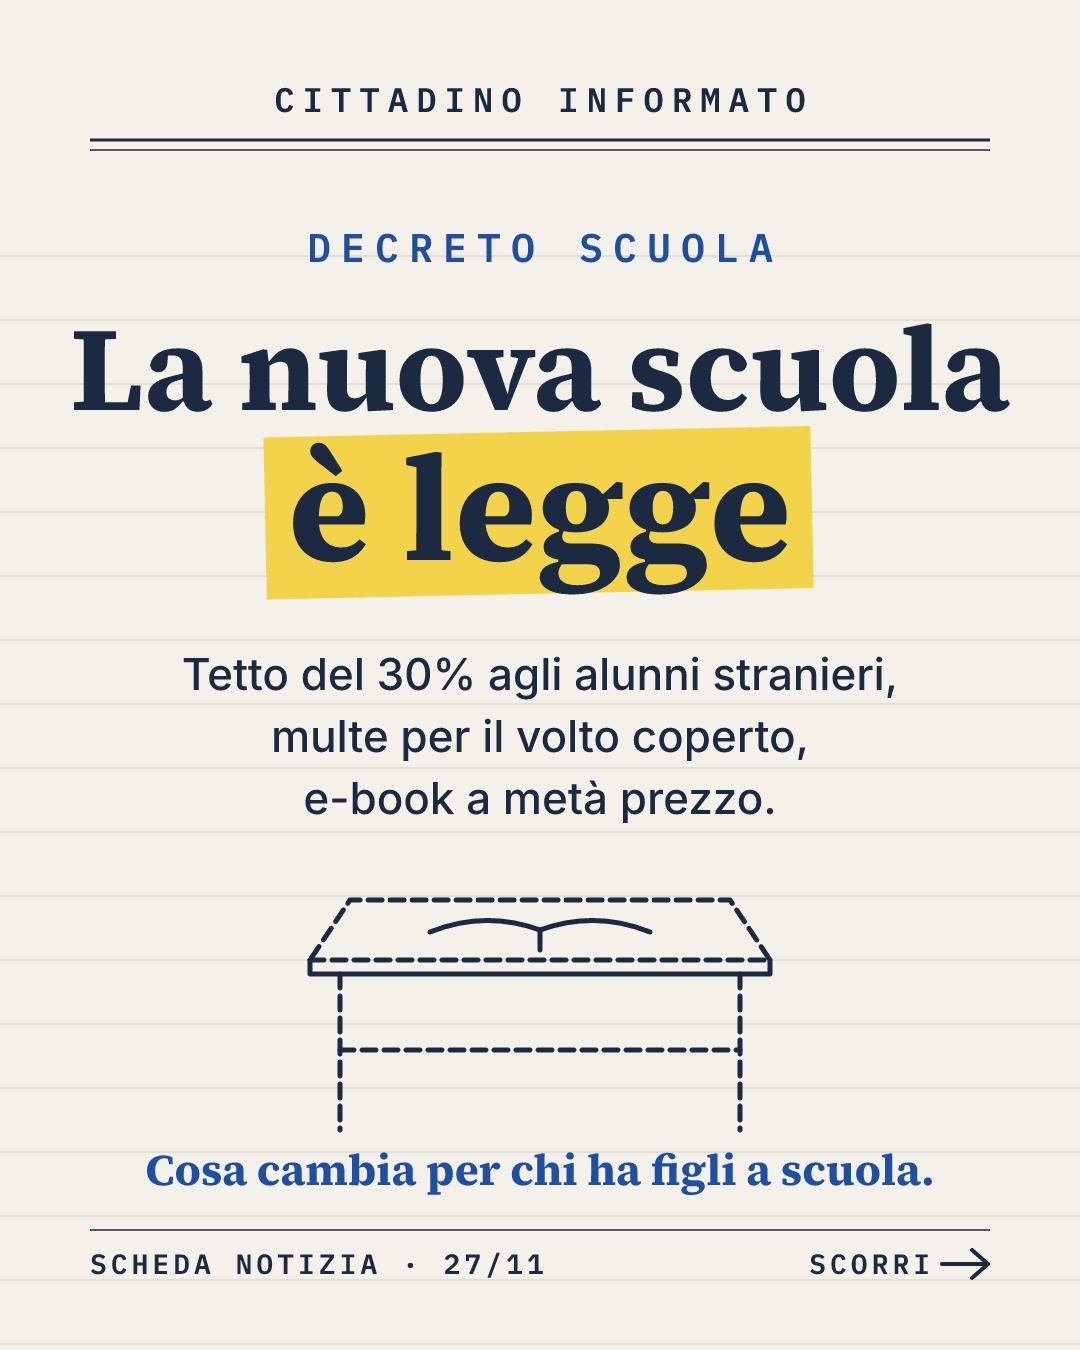 CITTADINO INFORMATO
DECRETO SCUOLA
La nuova scuola
è legge
Tetto del 30% agli alunni stranieri,
multe per il volto coperto,
e-book a metà prezzo.
Cosa cambia per chi ha figli a scuola.
SCHEDA NOTIZIA · 27/11
SCORRI